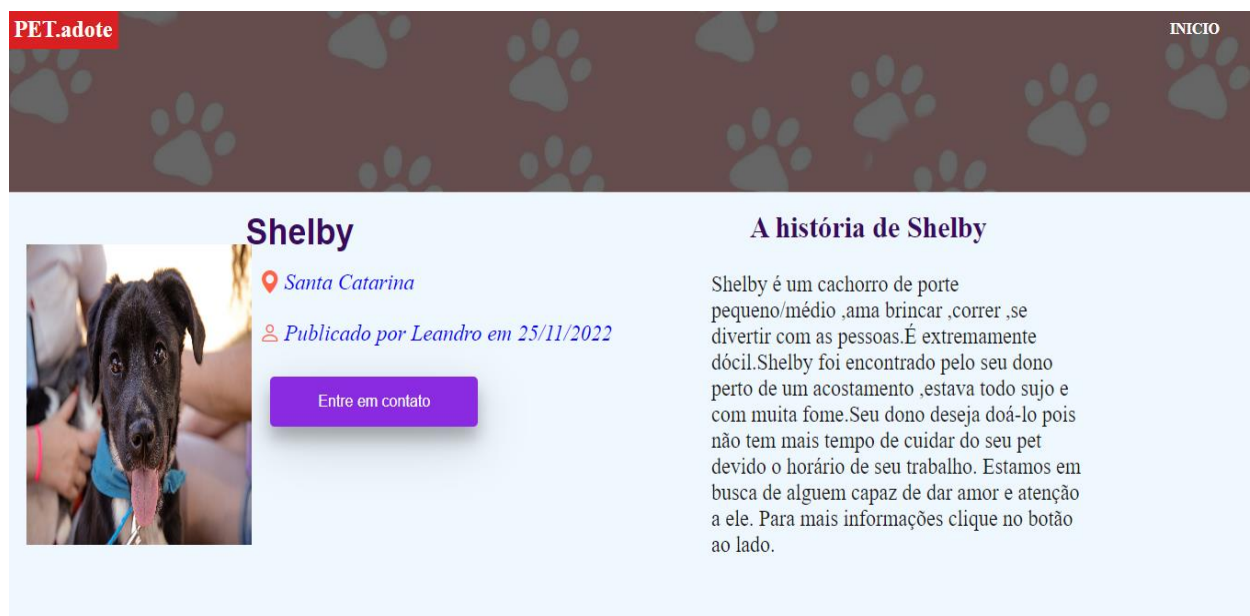 PET.adote
INICIO
Shelby
Santa Catarina
Publicado por Leandro em 25/11/2022
Entre em contato
A história de Shelby
Shelby é um cachorro de porte
pequeno/médio ,ama brincar ,correr ,se
divertir com as pessoas.É extremamente
dócil.Shelby foi encontrado pelo seu dono
perto de um acostamento ,estava todo sujo e
com muita fome.Seu dono deseja doá-lo pois
não tem mais tempo de cuidar do seu pet
devido o horário de seu trabalho. Estamos em
busca de alguem capaz de dar amor e atenção
a ele. Para mais informações clique no botão
ao lado.